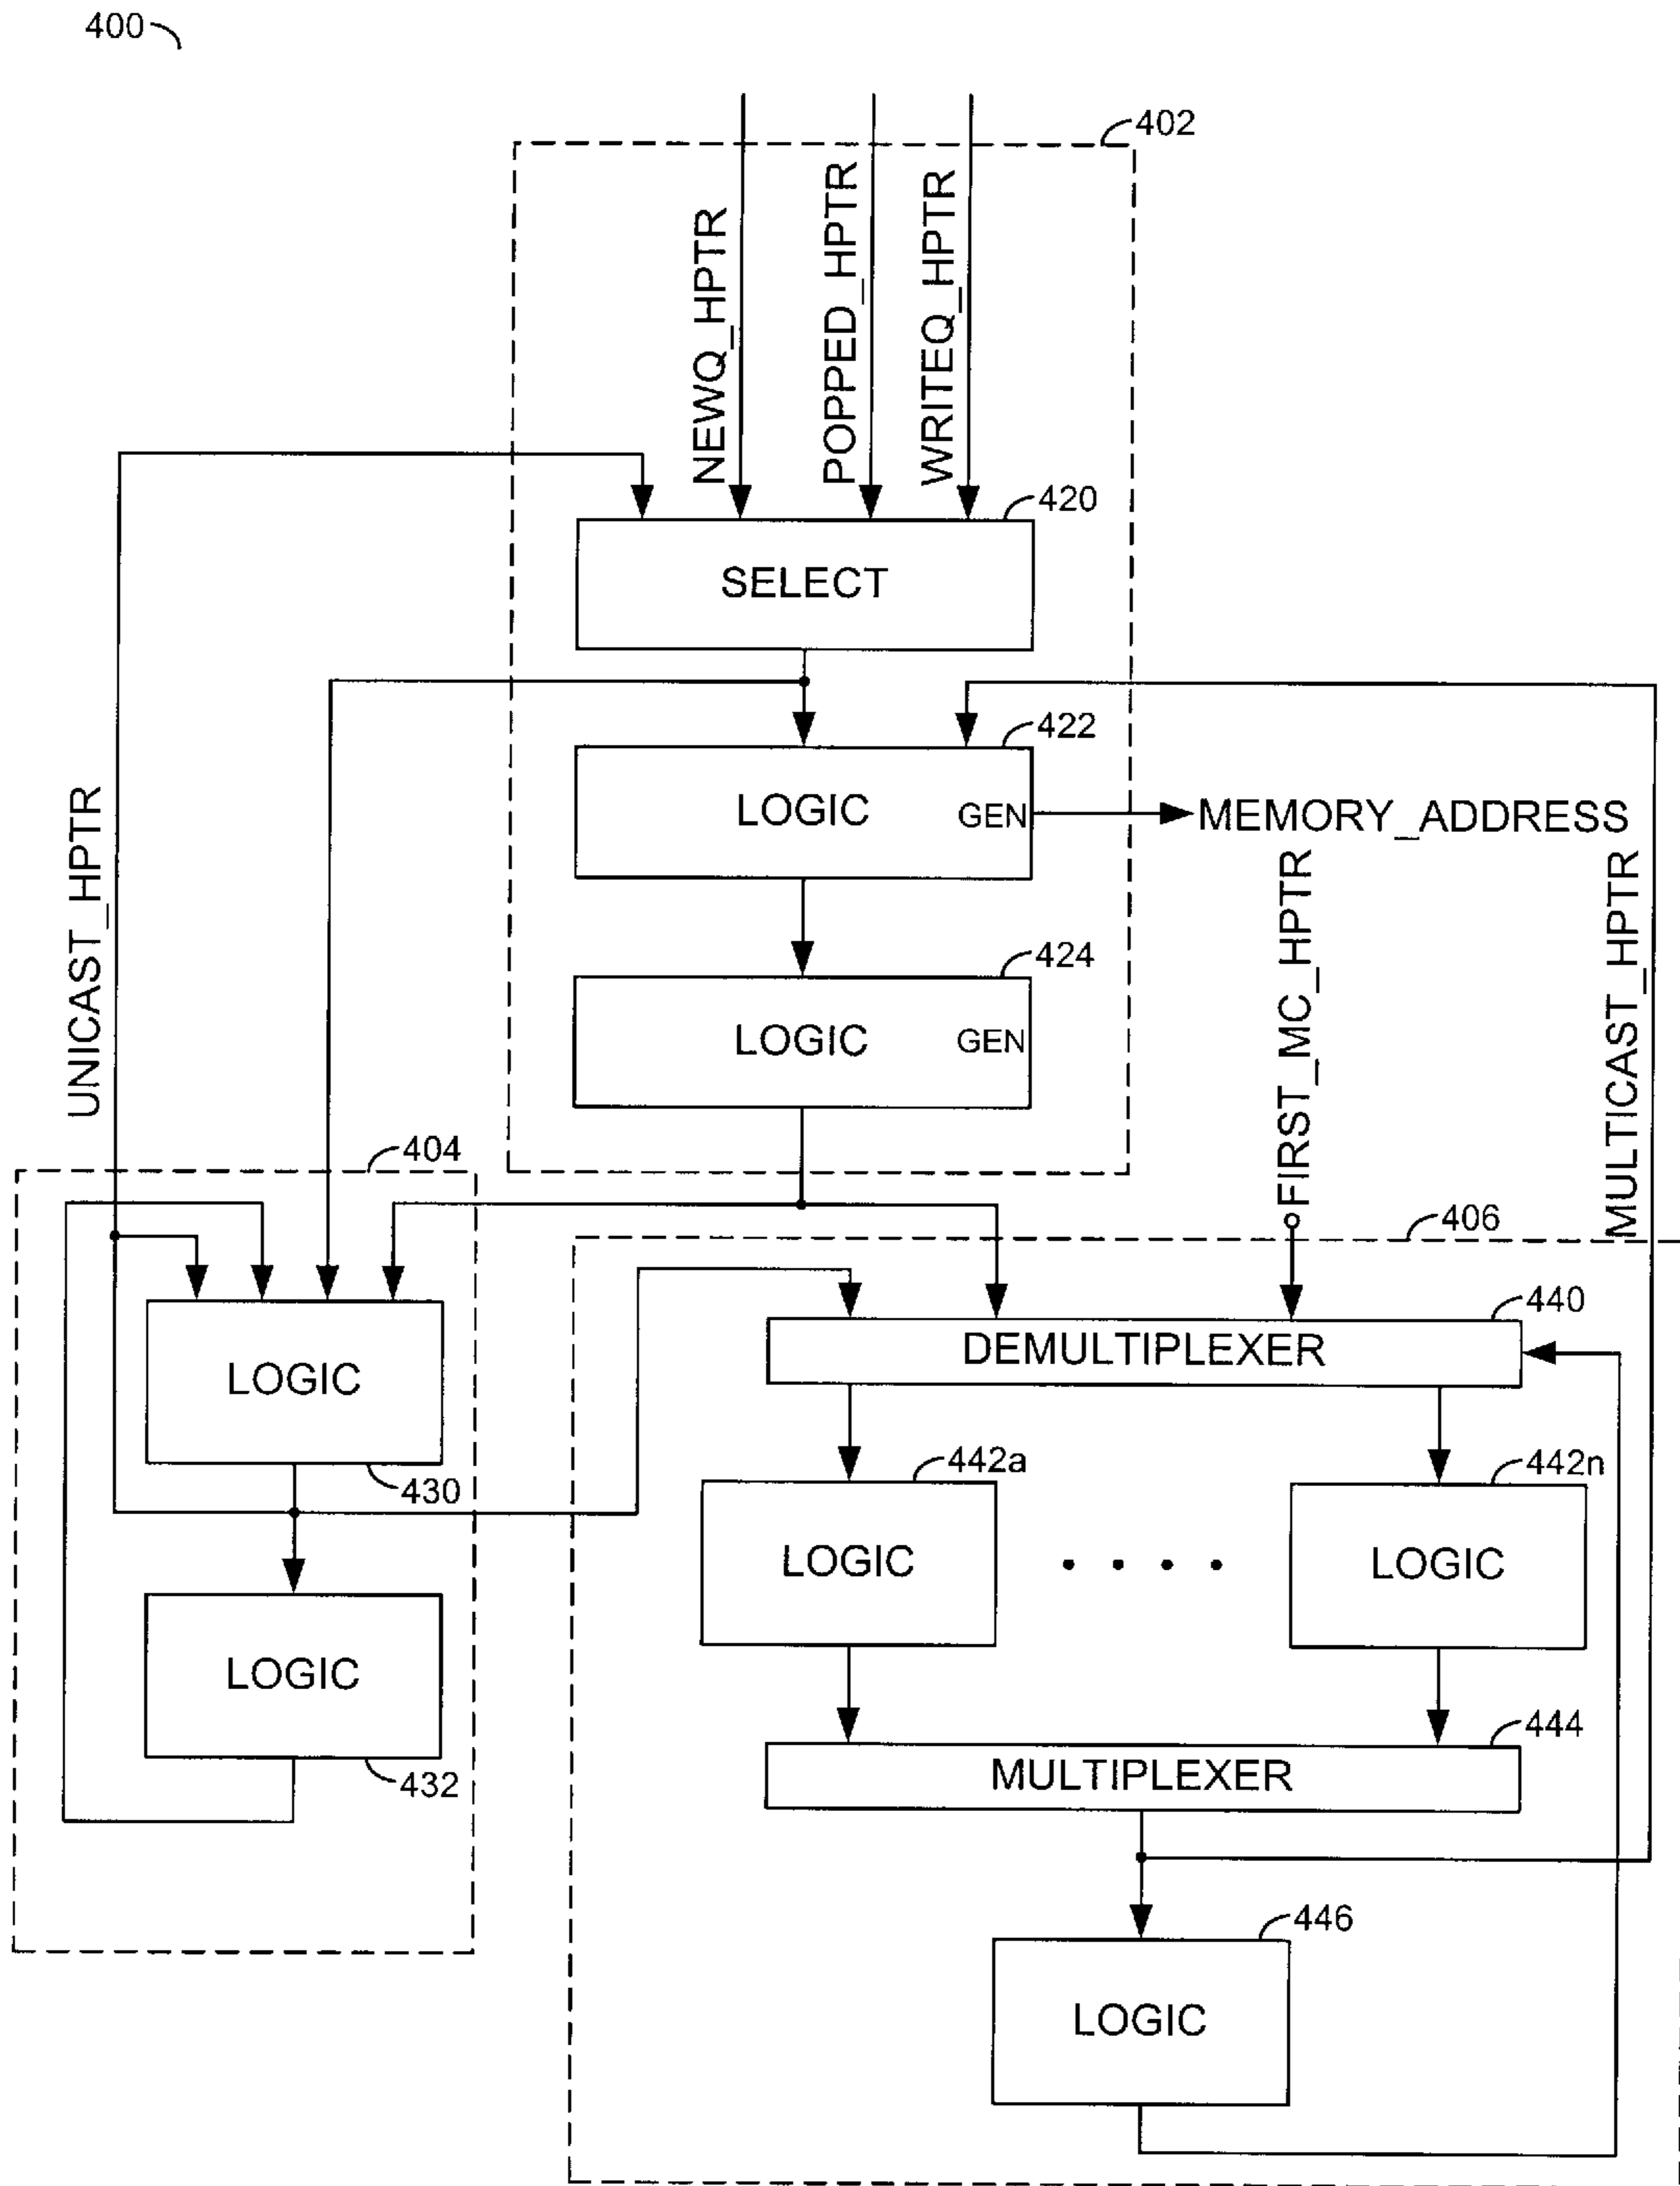 400
402
NEWQ_HPTR
POPPED_HPTR
WRITEQ_HPTR
420
SELECT
422
LOGIC
GEN
MEMORY_ADDRESS
UNICAST_HPTR
FIRST_MC_HPTR
MULTICAST_HPTR
424
LOGIC
GEN
404
406
440
DEMULTIPLEXER
LOGIC
430
442a
442n
LOGIC
. . . .
LOGIC
LOGIC
432
444
MULTIPLEXER
446
LOGIC